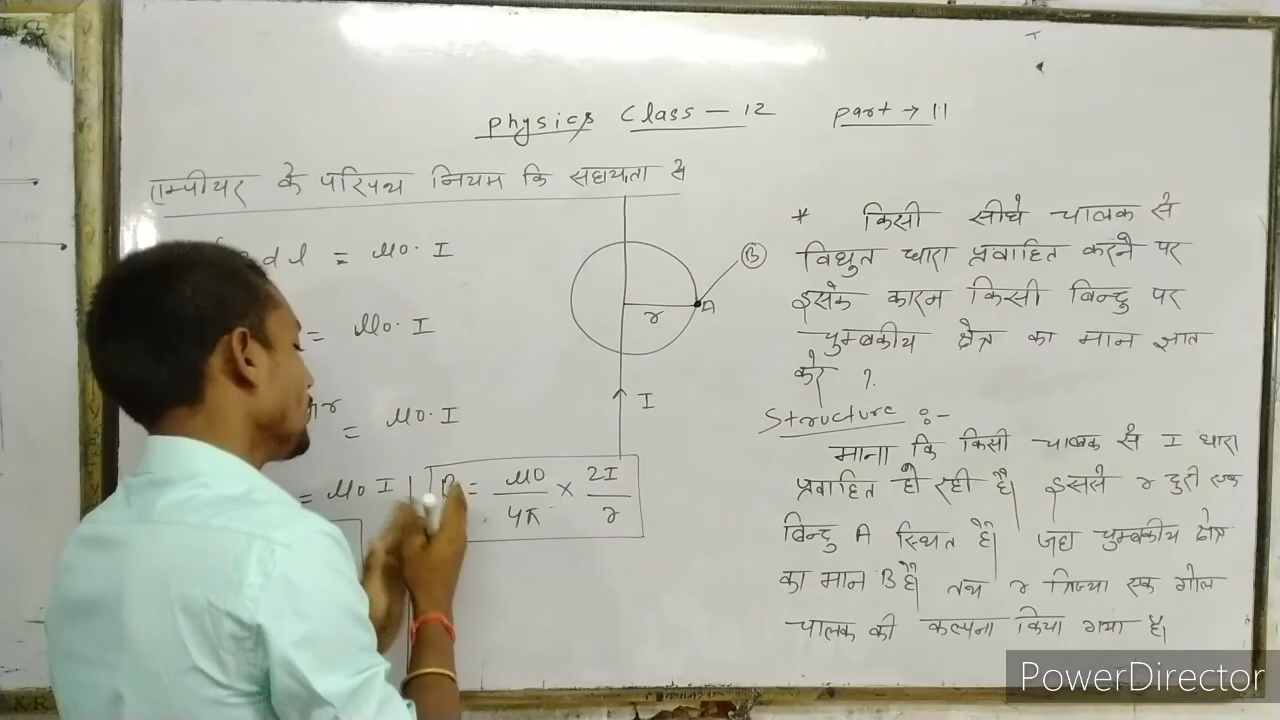 Physics Class - 12 Part → 11
एम्पीयर के परिपथ नियम कि सहायता से
d l = μ0. I
= μ0. I
= μ0. I
= μ0 I
B = μ0/4π × 2I/r
r
A
B
I
* किसी सीधे चालक से
विधुत धारा प्रवाहित करने पर
इसके कारन किसी बिन्दु पर
चुम्बकीय क्षेत्र का मान ज्ञात
करे ?
Structure :-
माना कि किसी चालक से I धारा
प्रवाहित हो रही है। इससे r दुरी एक
बिन्दु A स्थित है। जहा चुम्बकीय क्षेत्र
का मान B है। तथ r त्रिज्या एक गोल
चालक की कल्पना किया गया है।
PowerDirector